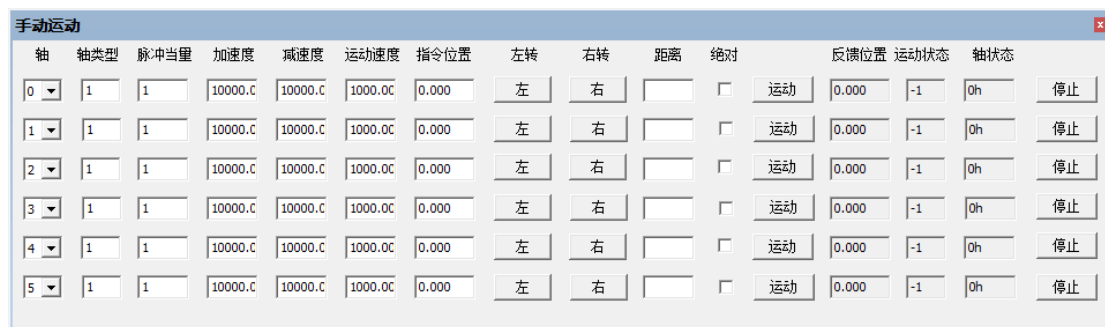 手动运动
轴 轴类型 脉冲当量 加速度 减速度 运动速度 指令位置 左转 右转 距离 绝对 反馈位置 运动状态 轴状态
0 1 1 10000.0 10000.0 1000.00 0.000 左 右 运动 0.000 -1 0h 停止
1 1 1 10000.0 10000.0 1000.00 0.000 左 右 运动 0.000 -1 0h 停止
2 1 1 10000.0 10000.0 1000.00 0.000 左 右 运动 0.000 -1 0h 停止
3 1 1 10000.0 10000.0 1000.00 0.000 左 右 运动 0.000 -1 0h 停止
4 1 1 10000.0 10000.0 1000.00 0.000 左 右 运动 0.000 -1 0h 停止
5 1 1 10000.0 10000.0 1000.00 0.000 左 右 运动 0.000 -1 0h 停止